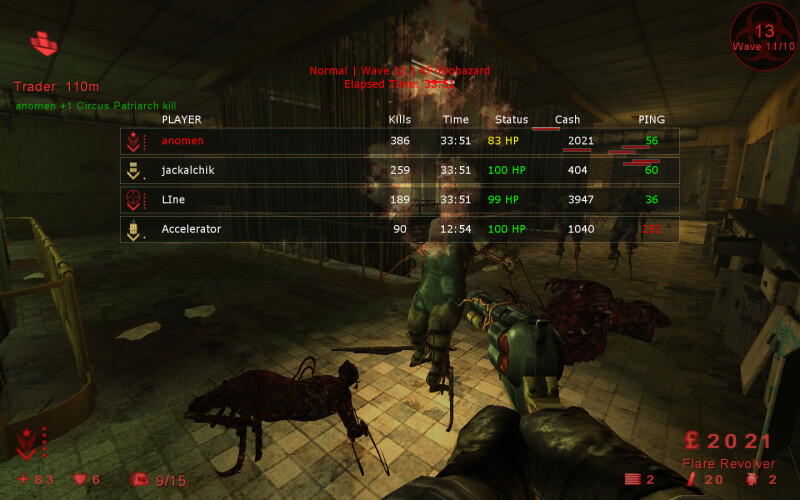 13
Wave 11/10
Normal | Wave
Biohazard
Elapsed Time:
Trader: 110m
anomen +1 Circus Patriarch kill
PLAYER Kills Time Status Cash PING
anomen 386 33:51 83 HP 2021 56
jackalchik 259 33:51 100 HP 404 60
LIne 189 33:51 99 HP 3947 36
Accelerator 90 12:54 100 HP 1040 252
£ 2021
Flare Revolver
83 6 9/15 2 20 2